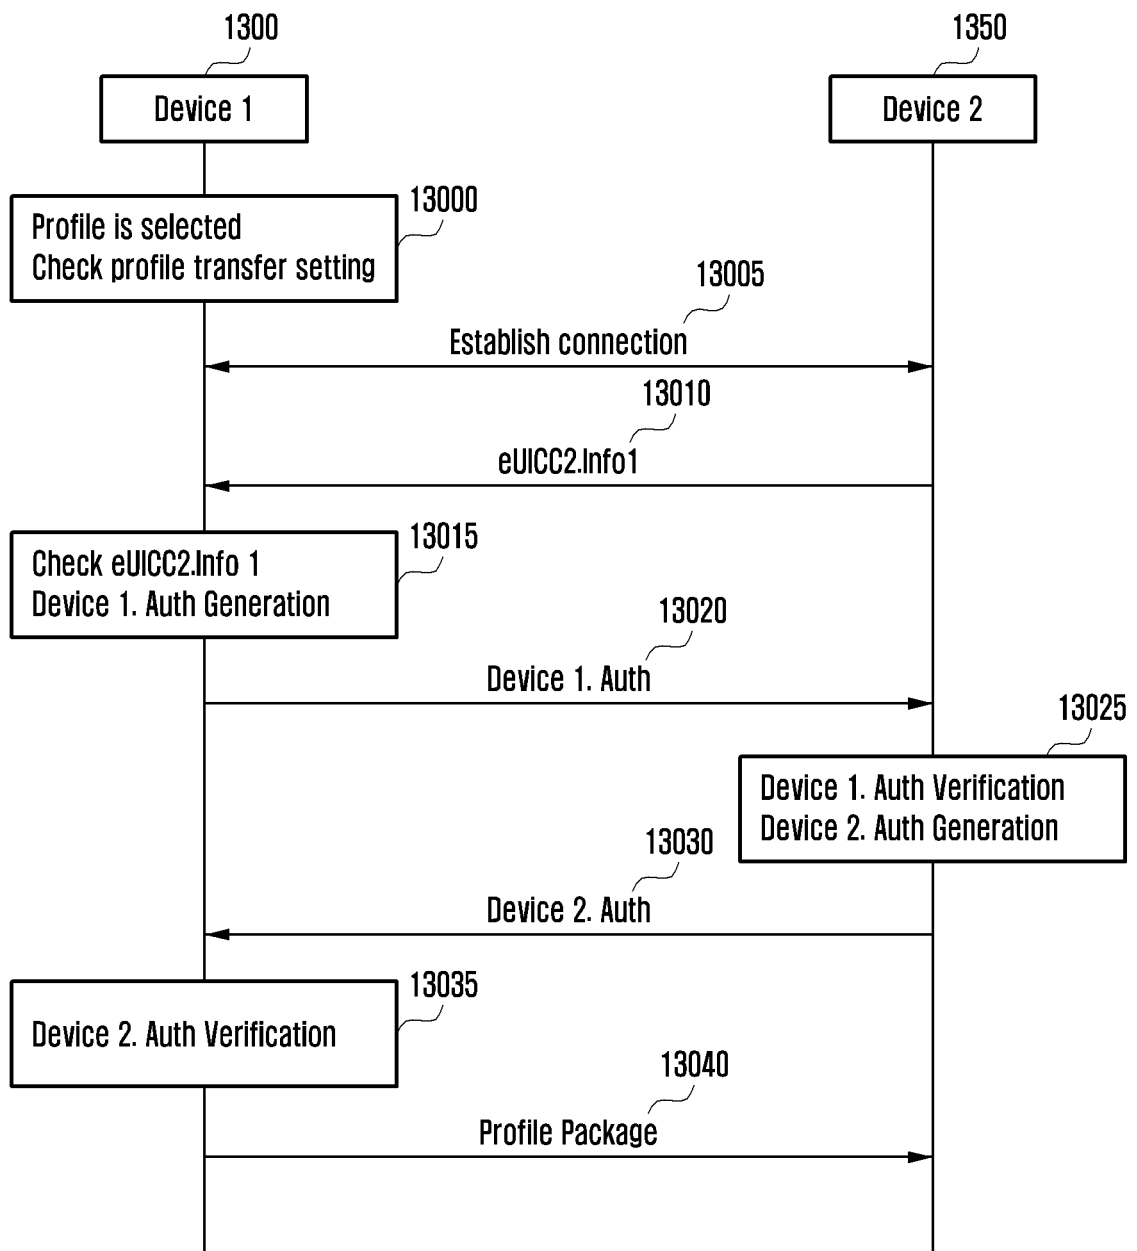 1300
1350
Device 1
Device 2
13000
Profile is selected
Check profile transfer setting
13005
Establish connection
13010
eUICC2.Info1
13015
Check eUICC2.Info 1
Device 1. Auth Generation
13020
Device 1. Auth
13025
Device 1. Auth Verification
Device 2. Auth Generation
13030
Device 2. Auth
13035
Device 2. Auth Verification
13040
Profile Package